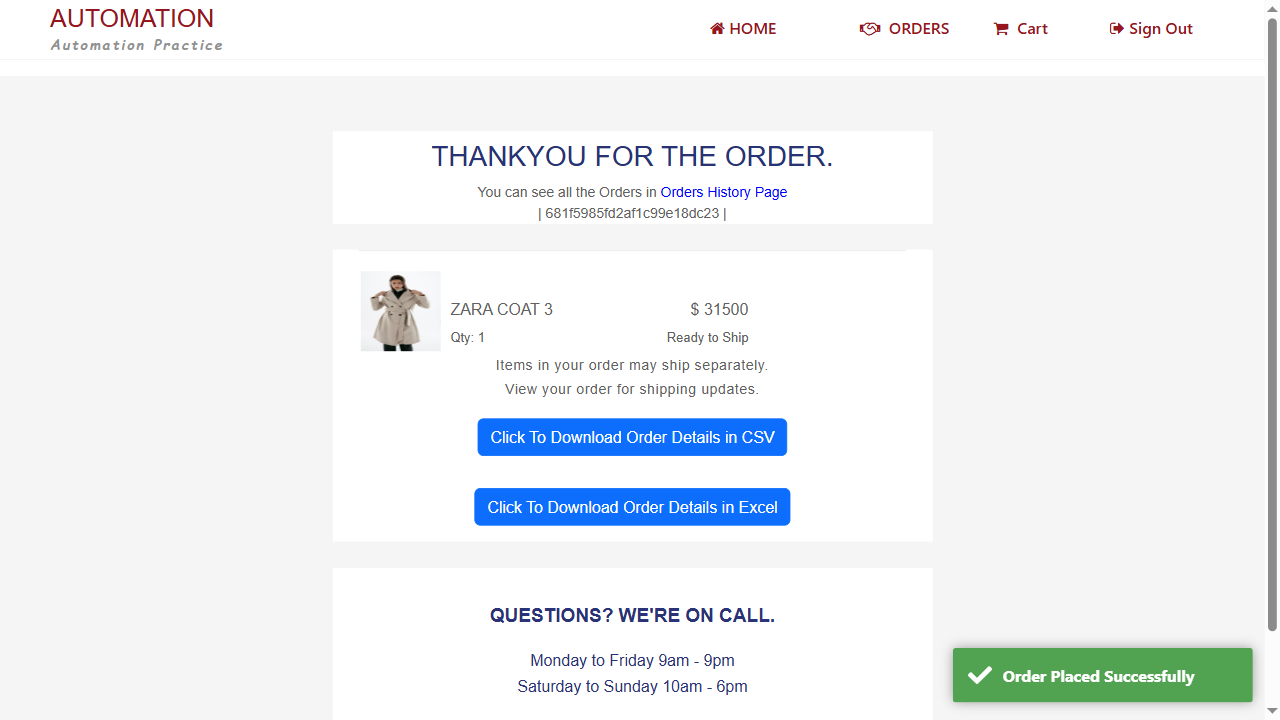 AUTOMATION
Automation Practice
HOME
ORDERS
Cart
Sign Out
THANKYOU FOR THE ORDER.
You can see all the Orders in Orders History Page
| 681f5985fd2af1c99e18dc23 |
ZARA COAT 3
$ 31500
Qty: 1
Ready to Ship
Items in your order may ship separately.
View your order for shipping updates.
Click To Download Order Details in CSV
Click To Download Order Details in Excel
QUESTIONS? WE'RE ON CALL.
Monday to Friday 9am - 9pm
Saturday to Sunday 10am - 6pm
Order Placed Successfully